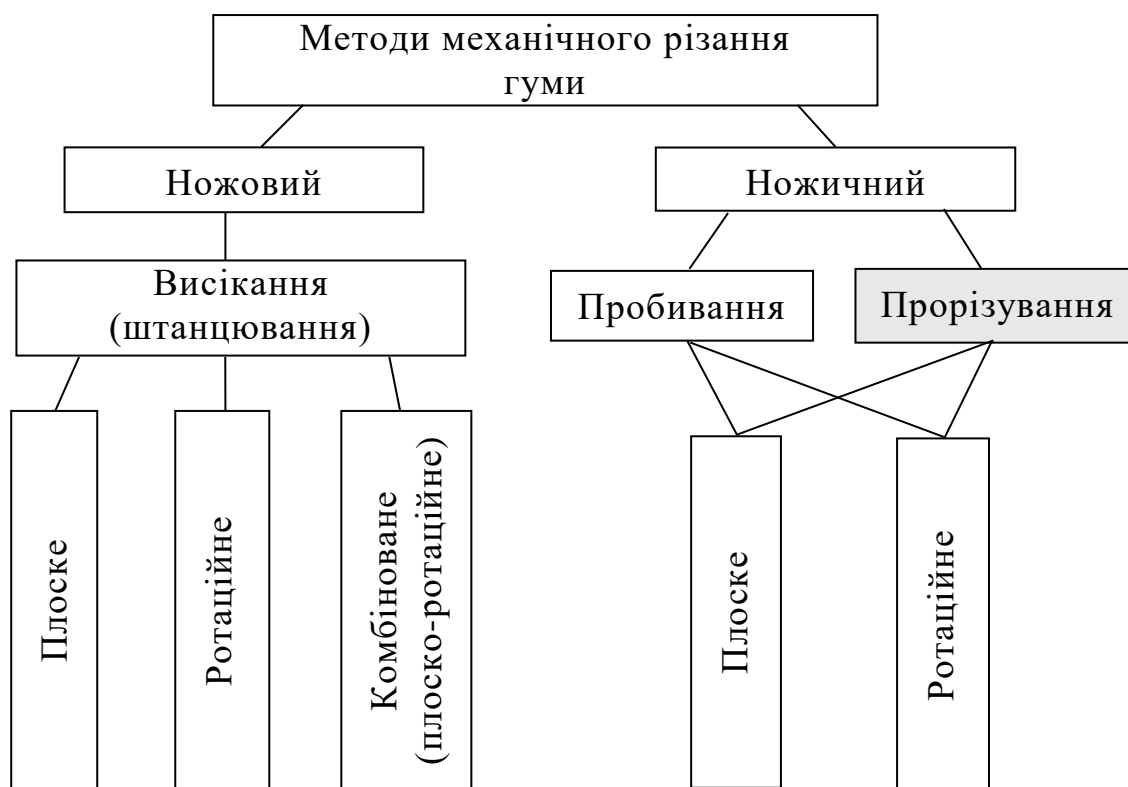 Методи механічного різання
гуми
Ножовий
Ножичний
Висікання
(штанцювання)
Пробивання
Прорізування
Плоске
Ротаційне
Комбіноване
(плоско-ротаційне)
Плоске
Ротаційне